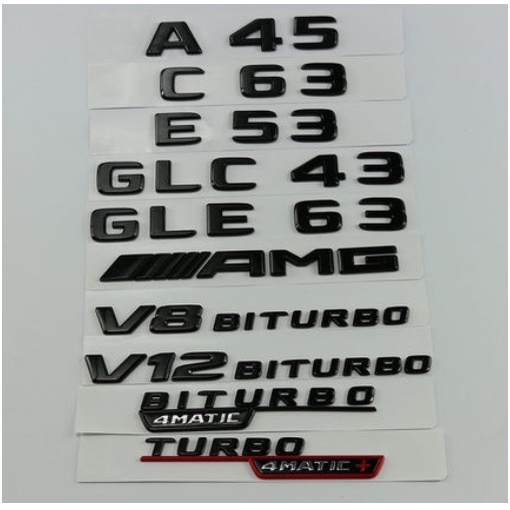 A 45
C 63
E 53
GLC 43
GLE 63
AMG
V8 BITURBO
V12 BITURBO
BITURBO
4MATIC
TURBO
4MATIC+